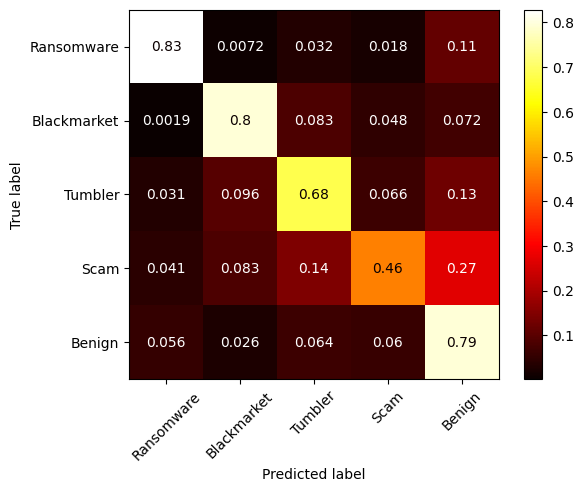 Ransomware 0.83 0.0072 0.032 0.018 0.11
Blackmarket 0.0019 0.8 0.083 0.048 0.072
Tumbler 0.031 0.096 0.68 0.066 0.13
Scam 0.041 0.083 0.14 0.46 0.27
Benign 0.056 0.026 0.064 0.06 0.79
True label
Ransomware Blackmarket Tumbler Scam Benign
Predicted label
0.8
0.7
0.6
0.5
0.4
0.3
0.2
0.1